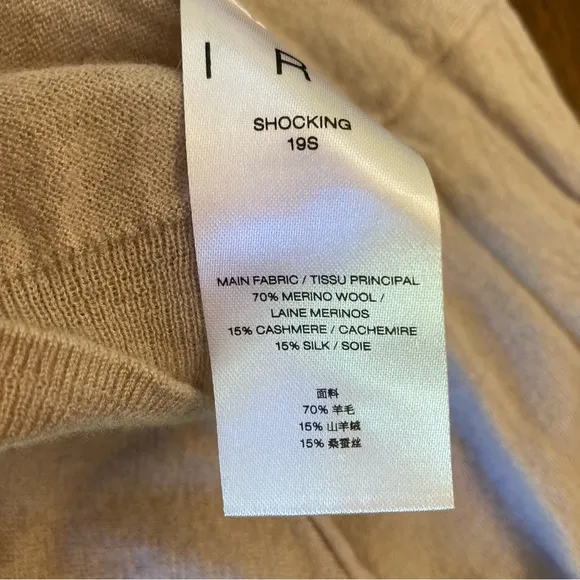 I R
SHOCKING
19S
MAIN FABRIC / TISSU PRINCIPAL
70% MERINO WOOL /
LAINE MERINOS
15% CASHMERE / CACHEMIRE
15% SILK / SOIE
面料
70% 羊毛
15% 山羊绒
15% 桑蚕丝